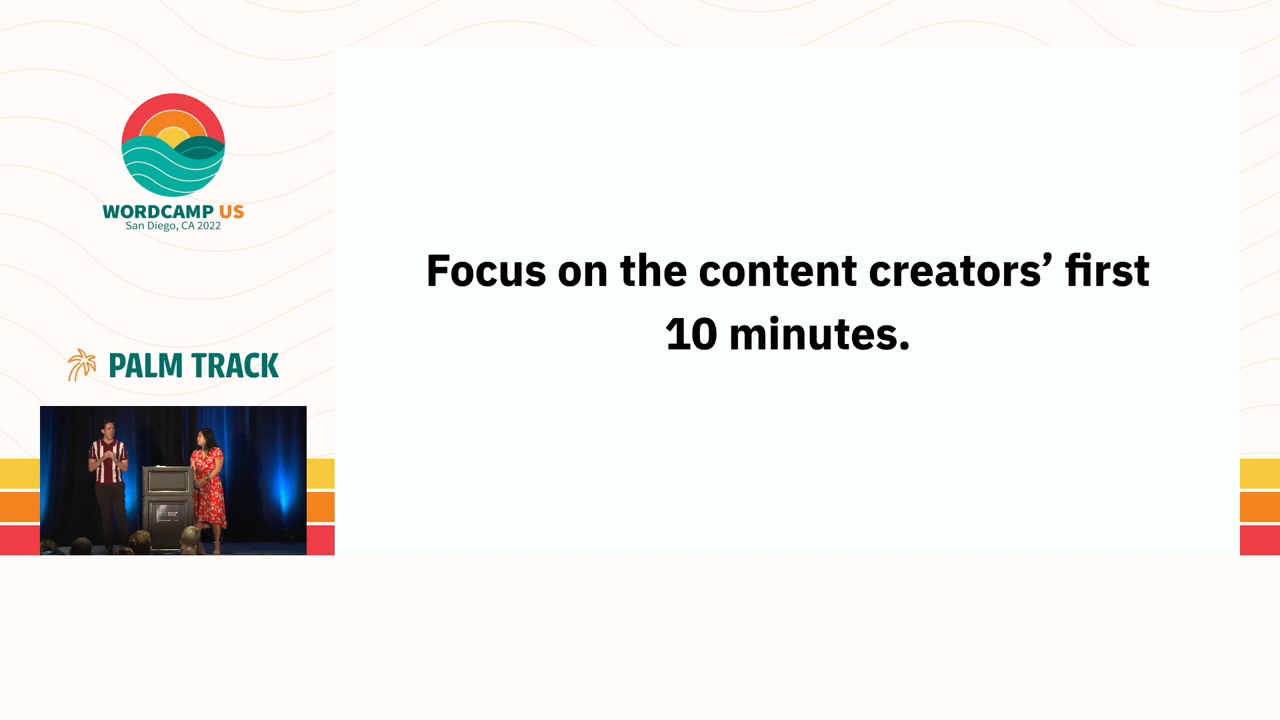 WORDCAMP US
San Diego, CA 2022
PALM TRACK
Focus on the content creators’ first
10 minutes.